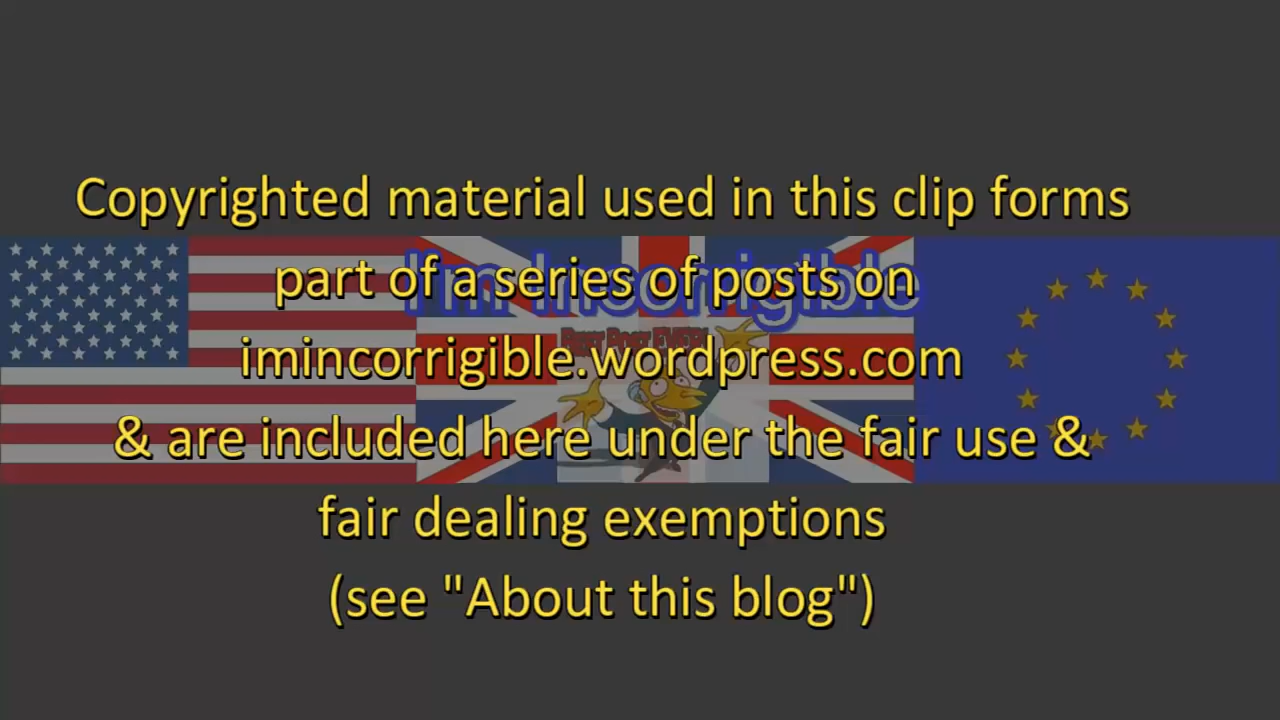 Copyrighted material used in this clip forms
part of a series of posts on
I'm Incorrigible
imincorrigible.wordpress.com
& are included here under the fair use &
fair dealing exemptions
(see "About this blog")